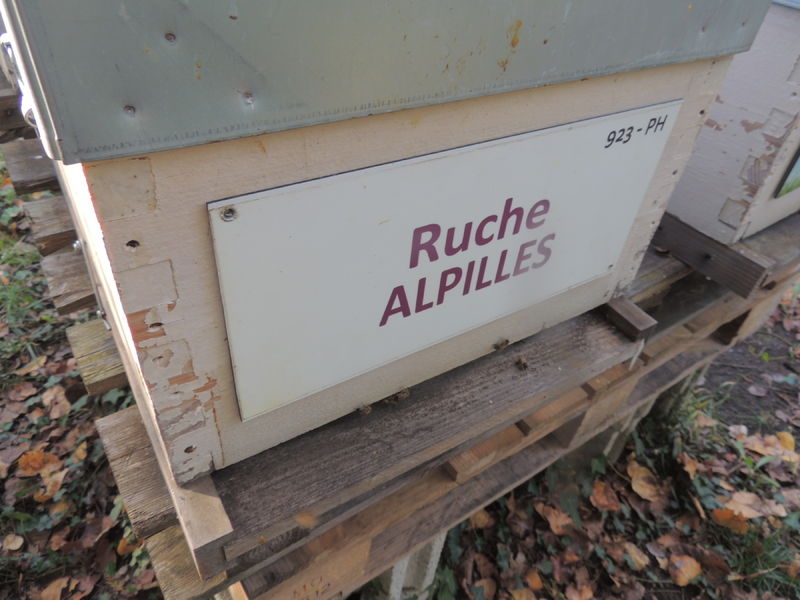 923 - PH
Ruche
ALPILLES